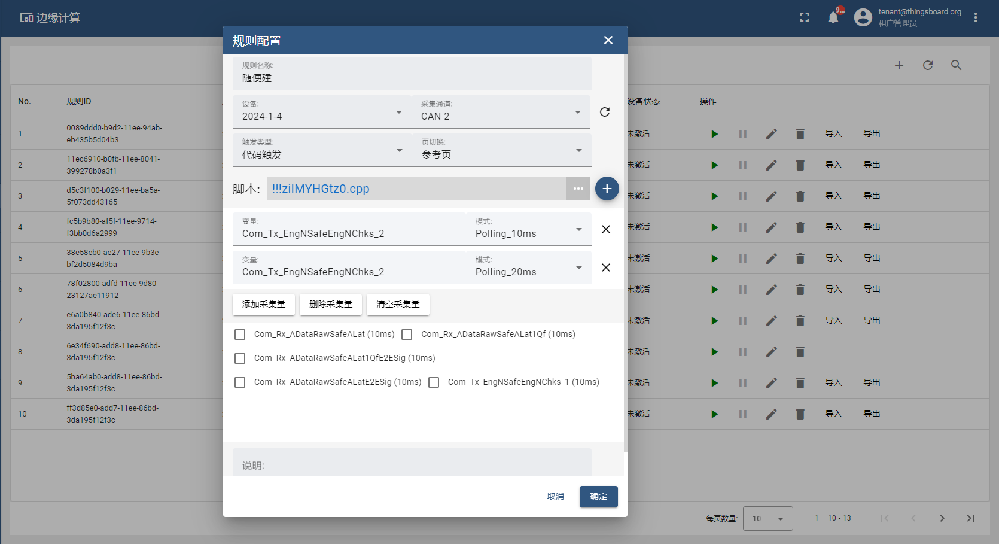 边缘计算
9...
tenant@thingsboard.org
租户管理员
规则配置
规则名称:
随便建
设备:
2024-1-4
采集通道:
CAN 2
触发类型:
代码触发
页切换:
参考页
脚本: !!!ziIMYHGtz0.cpp
变量:
Com_Tx_EngNSafeEngNChks_2
模式:
Polling_10ms
变量:
Com_Tx_EngNSafeEngNChks_2
模式:
Polling_20ms
添加采集量 删除采集量 清空采集量
Com_Rx_ADataRawSafeALat (10ms) Com_Rx_ADataRawSafeALat1Qf (10ms)
Com_Rx_ADataRawSafeALat1QfE2ESig (10ms)
Com_Rx_ADataRawSafeALatE2ESig (10ms) Com_Tx_EngNSafeEngNChks_1 (10ms)
说明:
取消 确定
No. 规则ID 设备状态 操作
1 0089ddd0-b9d2-11ee-94ab-
eb435b5d04b3 未激活 导入 导出
2 11ec6910-b0fb-11ee-8041-
399278b0a3f1 未激活 导入 导出
3 d5c3f100-b029-11ee-ba5a-
5f073dd43165 未激活 导入 导出
4 fc5b9b80-af5f-11ee-9714-
f3bb0d6a2999 未激活 导入 导出
5 38e58eb0-ae27-11ee-9b3e-
bf2d5084d9ba 未激活 导入 导出
6 78f02800-adfd-11ee-9d80-
23127ae11912 未激活 导入 导出
7 e6a0b840-ade6-11ee-86bd-
3da195f12f3c 未激活 导入 导出
8 6e34f690-add8-11ee-86bd-
3da195f12f3c 未激活
9 5ba64ab0-add8-11ee-86bd-
3da195f12f3c 未激活 导入 导出
10 ff3d85e0-add7-11ee-86bd-
3da195f12f3c 未激活 导入 导出
每页数量: 10 1 – 10 - 13